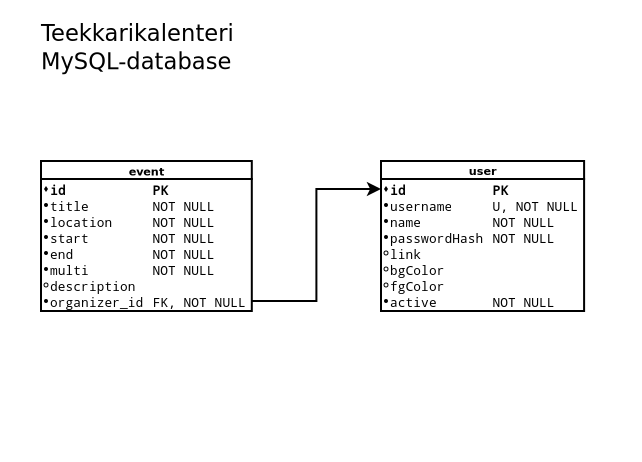 Teekkarikalenteri
MySQL-database
event
id PK
title NOT NULL
location NOT NULL
start NOT NULL
end NOT NULL
multi NOT NULL
description
organizer_id FK, NOT NULL
user
id PK
username U, NOT NULL
name NOT NULL
passwordHash NOT NULL
link
bgColor
fgColor
active NOT NULL